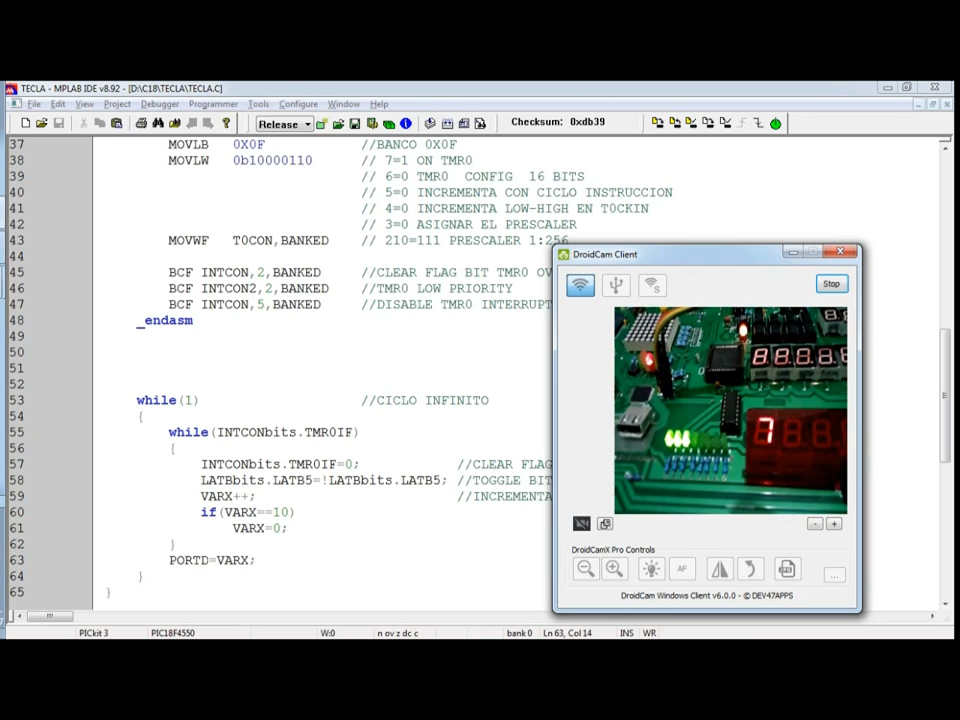 TECLA - MPLAB IDE v8.92 - [D:\C18\TECLA\TECLA.C]
File Edit View Project Debugger Programmer Tools Configure Window Help
Release Checksum: 0xdb39
37 MOVLB 0X0F //BANCO 0X0F
38 MOVLW 0b10000110 // 7=1 ON TMR0
39 // 6=0 TMR0 CONFIG 16 BITS
40 // 5=0 INCREMENTA CON CICLO INSTRUCCION
41 // 4=0 INCREMENTA LOW-HIGH EN T0CKIN
42 // 3=0 ASIGNAR EL PRESCALER
43 MOVWF T0CON,BANKED // 210=111 PRESCALER 1:256
44
45 BCF INTCON,2,BANKED //CLEAR FLAG BIT TMR0 OV
46 BCF INTCON2,2,BANKED //TMR0 LOW PRIORITY
47 BCF INTCON,5,BANKED //DISABLE TMR0 INTERRUPT
48 _endasm
49
50
51
52
53 while(1) //CICLO INFINITO
54 {
55 while(INTCONbits.TMR0IF)
56 {
57 INTCONbits.TMR0IF=0; //CLEAR FLAG
58 LATBbits.LATB5=!LATBbits.LATB5; //TOGGLE BIT
59 VARX++; //INCREMENTA
60 if(VARX==10)
61 VARX=0;
62 }
63 PORTD=VARX;
64 }
65 }
DroidCam Client
Stop
7
- +
DroidCamX Pro Controls
AF
...
DroidCam Windows Client v6.0.0 - © DEV47APPS
PICkit 3 PIC18F4550 W:0 n ov z dc c bank 0 Ln 63, Col 14 INS WR